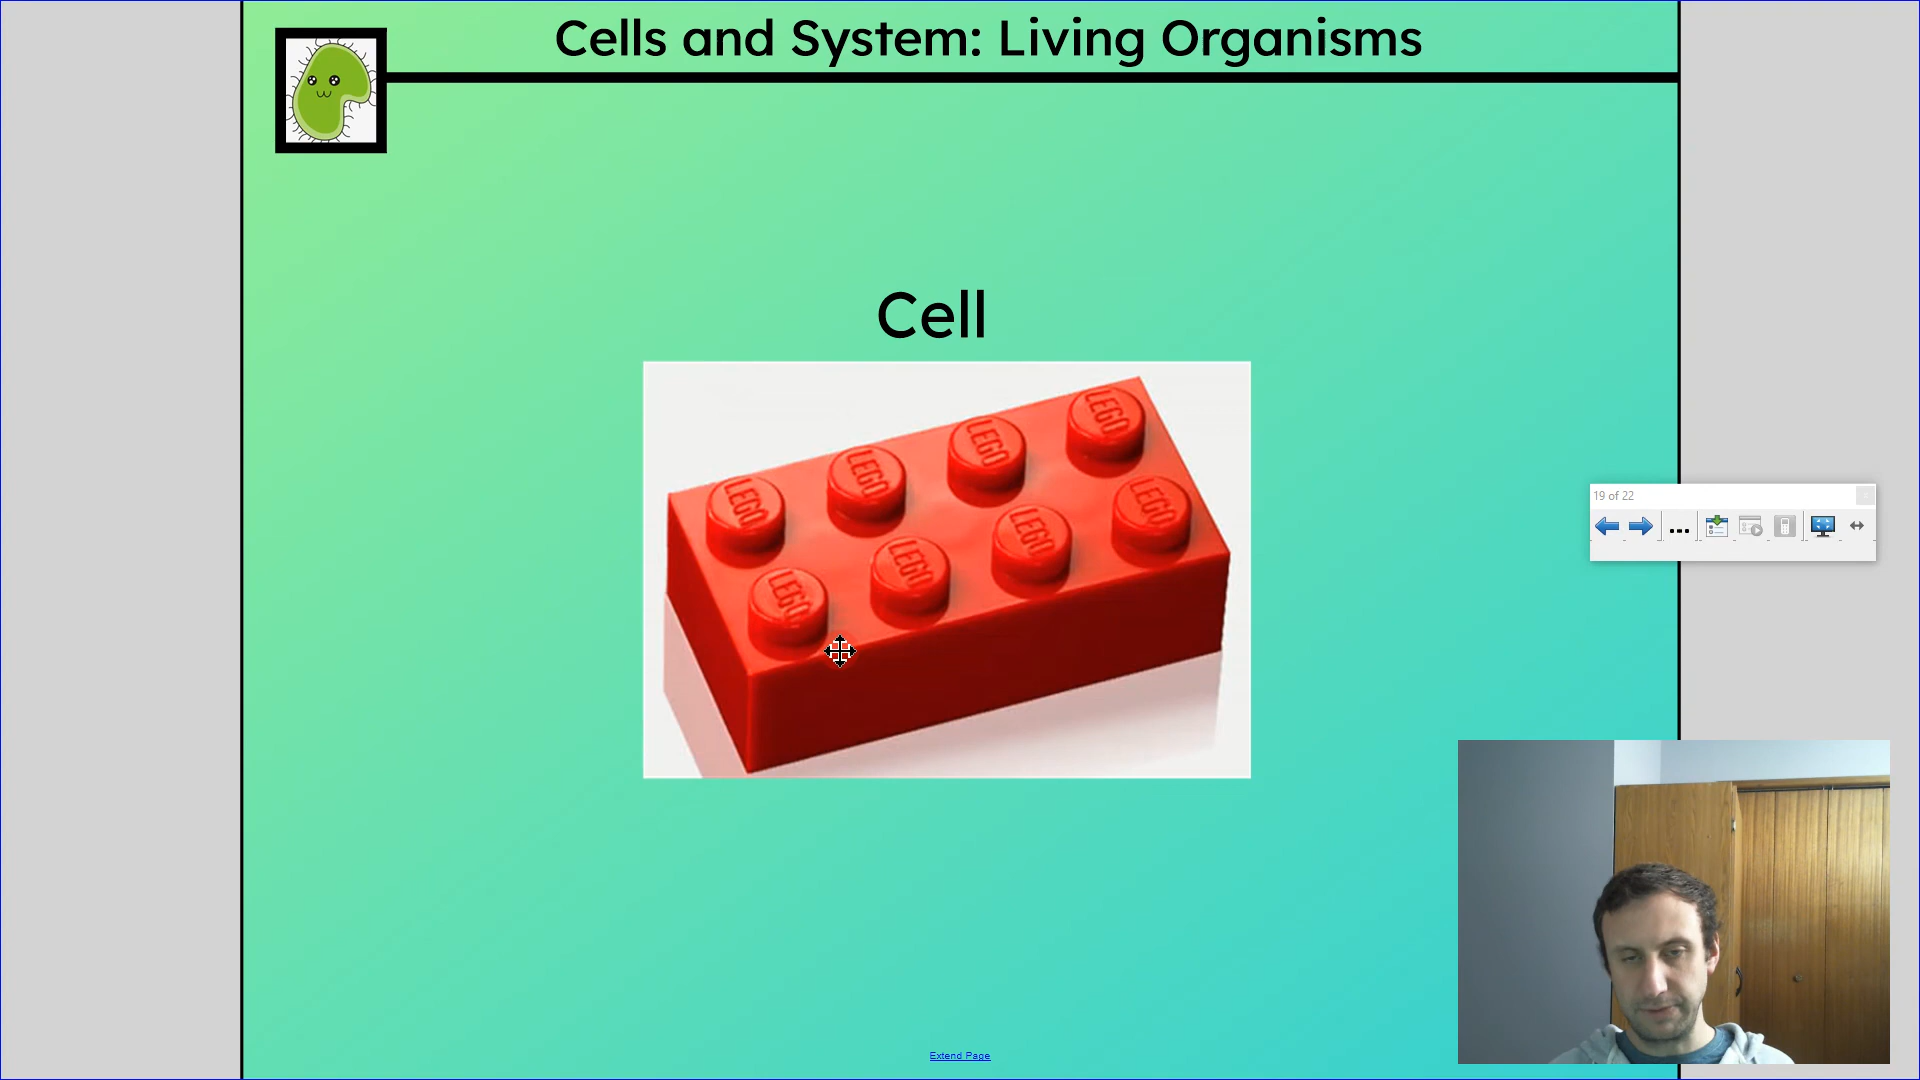 Cells and System: Living Organisms
Cell
LEGO
LEGO
LEGO
LEGO
LEGO
LEGO
LEGO
LEGO
19 of 22
...
Extend Page